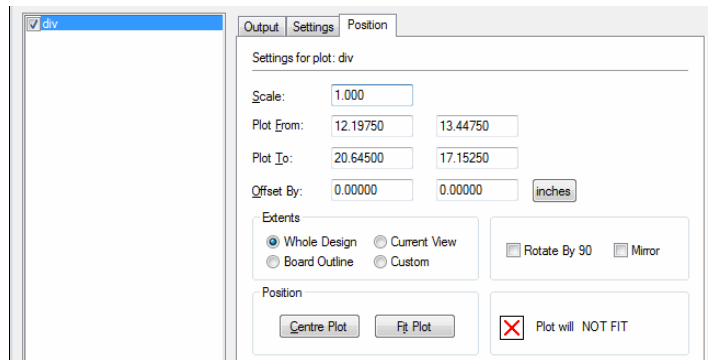 div
Output Settings Position
Settings for plot: div
Scale: 1.000
Plot From: 12.19750 13.44750
Plot To: 20.64500 17.15250
Offset By: 0.00000 0.00000 inches
Extents
Whole Design Current View
Board Outline Custom
Rotate By 90 Mirror
Position
Centre Plot Fit Plot
Plot will NOT FIT